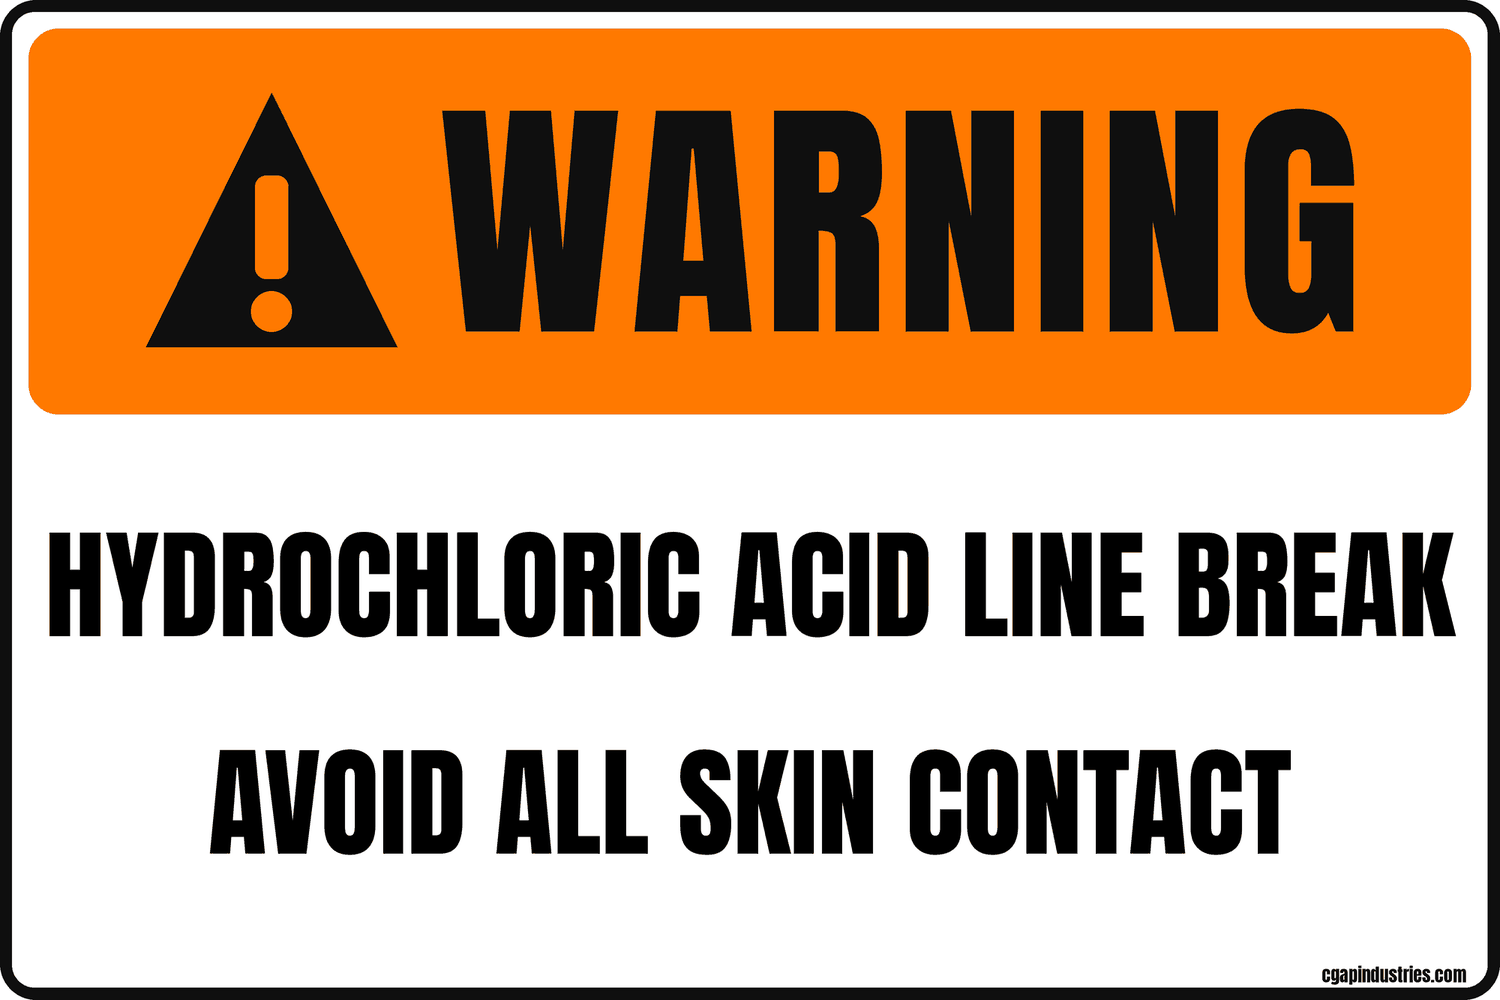 WARNING
HYDROCHLORIC ACID LINE BREAK
AVOID ALL SKIN CONTACT
cgapindustries.com